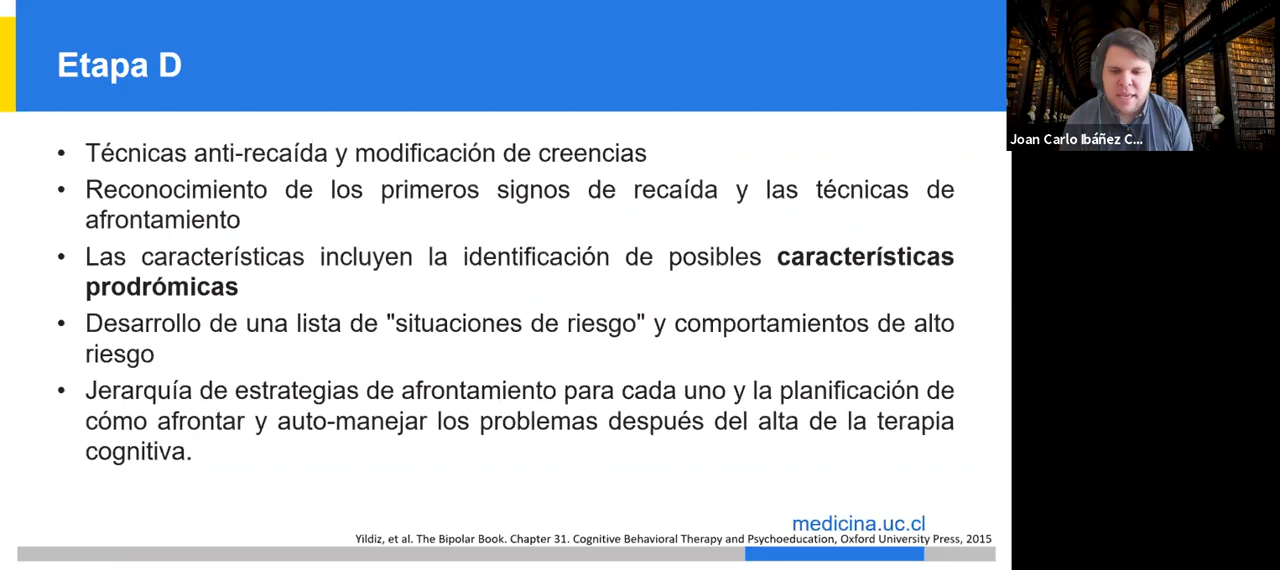 Etapa D
Joan Carlo Ibáñez C...
• Técnicas anti-recaída y modificación de creencias
• Reconocimiento de los primeros signos de recaída y las técnicas de
afrontamiento
• Las características incluyen la identificación de posibles características
prodrómicas
• Desarrollo de una lista de "situaciones de riesgo" y comportamientos de alto
riesgo
• Jerarquía de estrategias de afrontamiento para cada uno y la planificación de
cómo afrontar y auto-manejar los problemas después del alta de la terapia
cognitiva.
medicina.uc.cl
Yildiz, et al. The Bipolar Book. Chapter 31. Cognitive Behavioral Therapy and Psychoeducation, Oxford University Press, 2015